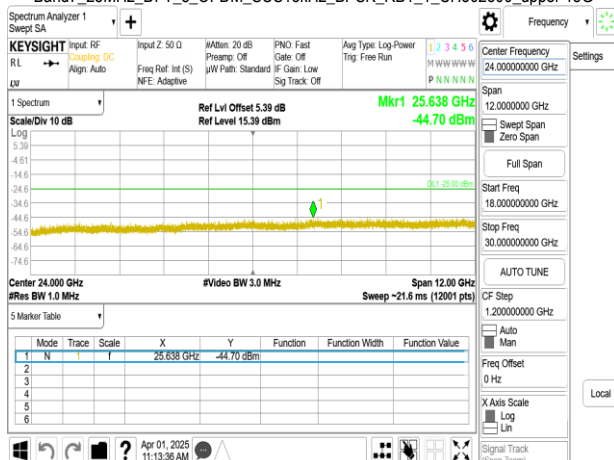 Spectrum Analyzer 1
Swept SA
Frequency
Settings
KEYSIGHT
RL
Input: RF
Coupling: DC
Align: Auto
Input Z: 50 Ω
Freq Ref: Int (S)
NFE: Adaptive
#Atten: 20 dB
Preamp: Off
µW Path: Standard
PNO: Fast
Gate: Off
IF Gain: Low
Sig Track: Off
Avg Type: Log-Power
Trig: Free Run
1 2 3 4 5 6
M W W W W W
P N N N N N
Center Frequency
24.000000000 GHz
Span
12.0000000 GHz
Swept Span
Zero Span
Full Span
Start Freq
18.000000000 GHz
Stop Freq
30.000000000 GHz
AUTO TUNE
CF Step
1.200000000 GHz
Auto
Man
Freq Offset
0 Hz
X Axis Scale
Log
Lin
Signal Track
Local
1 Spectrum
Scale/Div 10 dB
Log
Ref Lvl Offset 5.39 dB
Ref Level 15.39 dBm
Mkr1 25.638 GHz
-44.70 dBm
5.39
-4.61
-14.6
-24.6
-34.6
-44.6
-54.6
-64.6
-74.6
DL1 -25.00 dBm
1
Center 24.000 GHz
#Res BW 1.0 MHz
#Video BW 3.0 MHz
Span 12.00 GHz
Sweep ~21.6 ms (12001 pts)
5 Marker Table
Mode Trace Scale X Y Function Function Width Function Value
1 N 1 f 25.638 GHz -44.70 dBm
2
3
4
5
6
Apr 01, 2025
11:13:36 AM